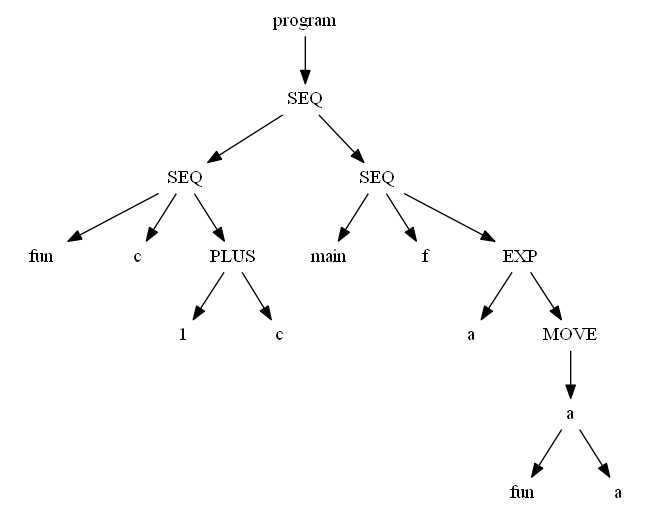 program
SEQ
SEQ SEQ
fun c PLUS main f EXP
1 c a MOVE
a
fun a